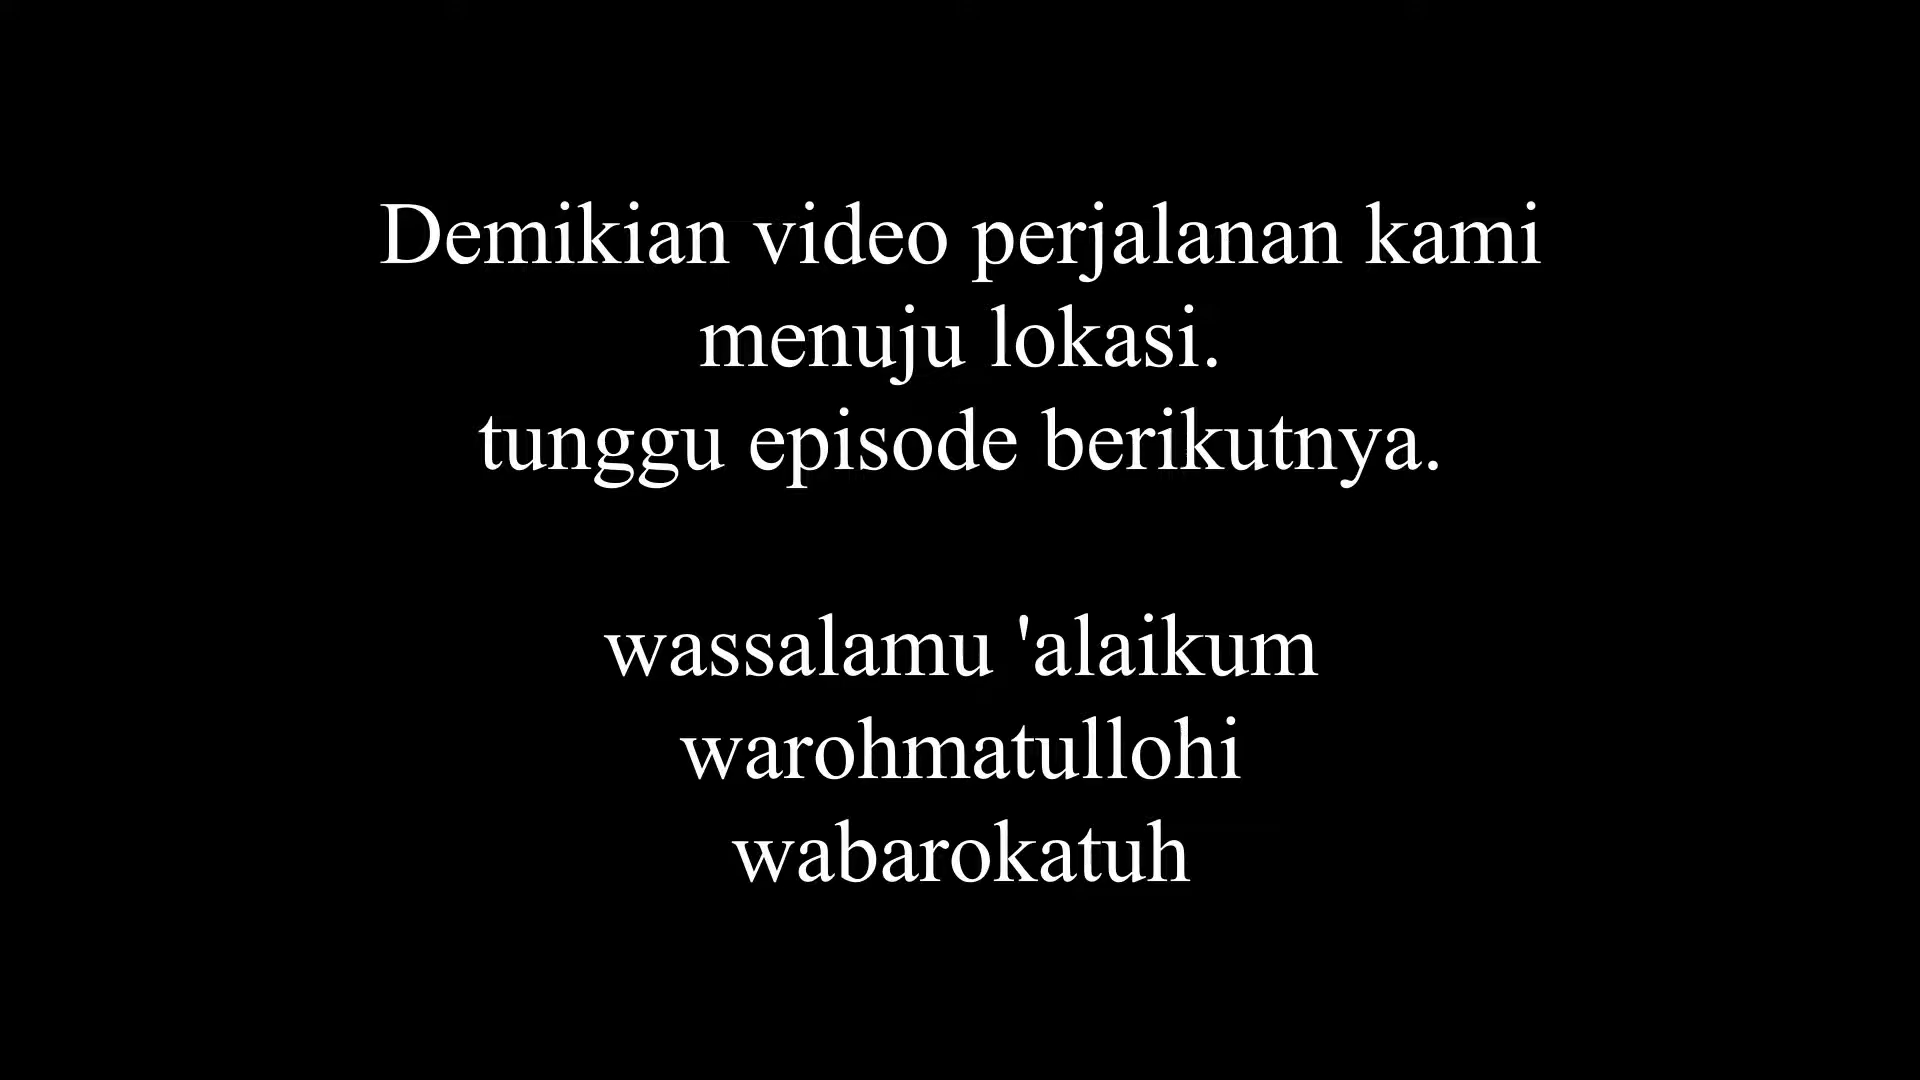 Demikian video perjalanan kami
menuju lokasi.
tunggu episode berikutnya.
wassalamu 'alaikum
warohmatullohi
wabarokatuh